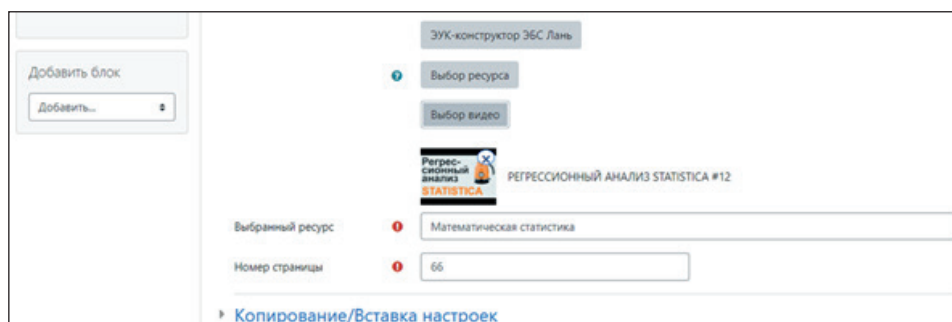 ЭУК-конструктор ЭБС Лань
Добавить блок
Выбор ресурса
Добавить...
Выбор видео
Регрес-
сионный
анализ
STATISTICA
РЕГРЕССИОННЫЙ АНАЛИЗ STATISTICA #12
Выбранный ресурс
Математическая статистика
Номер страницы
66
Копирование/Вставка настроек